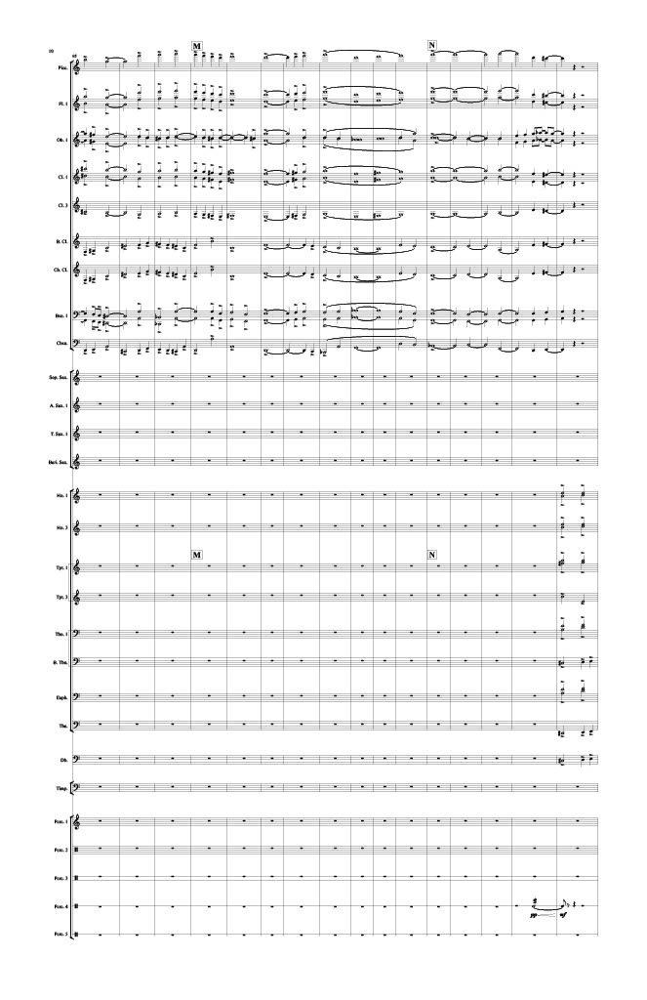 10
M
N
Picc.
Fl. 1
Ob. 1
Cl. 1
Cl. 3
B. Cl.
Cb. Cl.
Bsn. 1
Cbsn.
Sop. Sax.
A. Sax. 1
T. Sax. 1
Bari. Sax.
Hn. 1
Hn. 3
M
N
Tpt. 1
Tpt. 3
Tbn. 1
B. Tbn.
Euph.
Tba.
Db.
Timp.
Perc. 1
Perc. 2
Perc. 3
Perc. 4
pp mf
Perc. 5